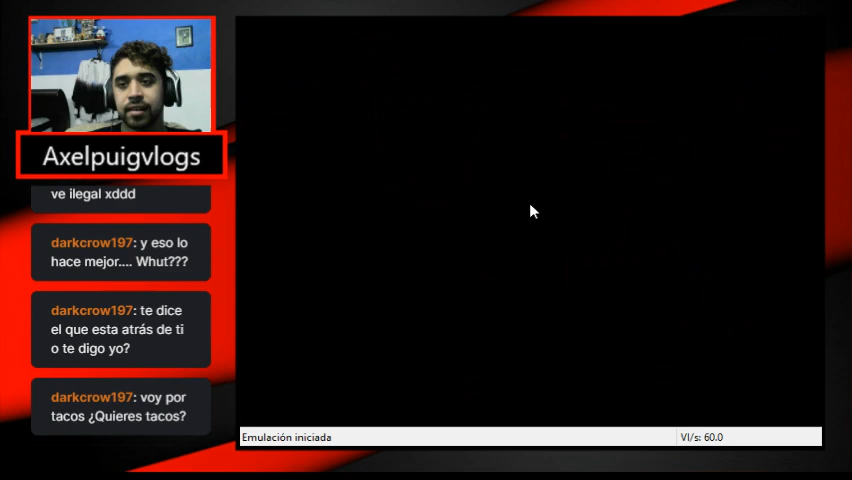 Axelpuigvlogs
ve ilegal xddd
darkcrow197: y eso lo
hace mejor.... Whut???
darkcrow197: te dice
el que esta atrás de ti
o te digo yo?
darkcrow197: voy por
tacos ¿Quieres tacos?
Emulación iniciada
VI/s: 60.0